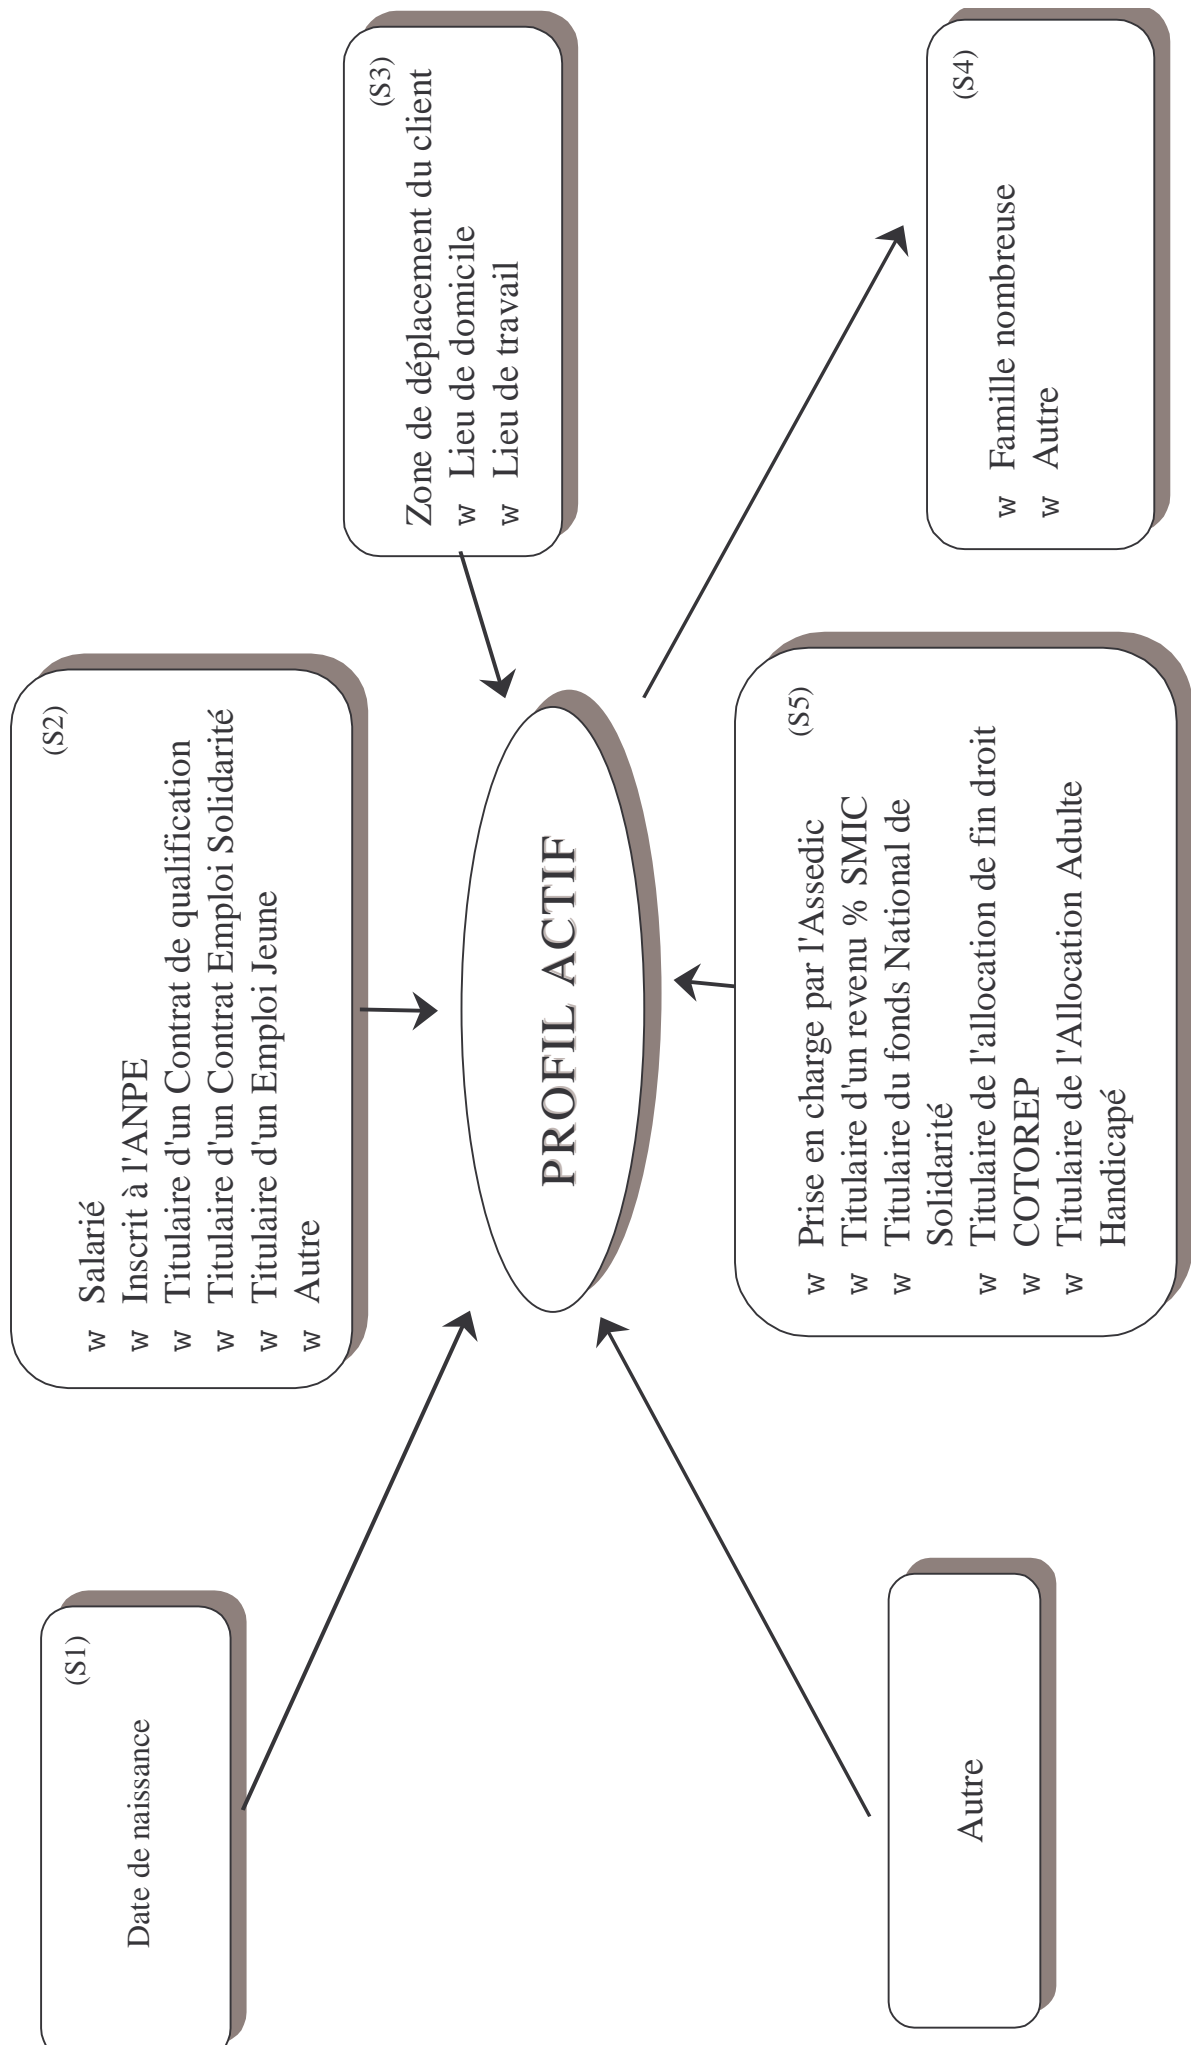 (S1)
Date de naissance
(S2)
w Salarié
w Inscrit à l'ANPE
w Titulaire d'un Contrat de qualification
w Titulaire d'un Contrat Emploi Solidarité
w Titulaire d'un Emploi Jeune
w Autre
(S3)
Zone de déplacement du client
w Lieu de domicile
w Lieu de travail
PROFIL ACTIF
Autre
(S5)
w Prise en charge par l'Assedic
w Titulaire d'un revenu % SMIC
w Titulaire du fonds National de
Solidarité
w Titulaire de l'allocation de fin droit
w COTOREP
w Titulaire de l'Allocation Adulte
Handicapé
(S4)
w Famille nombreuse
w Autre